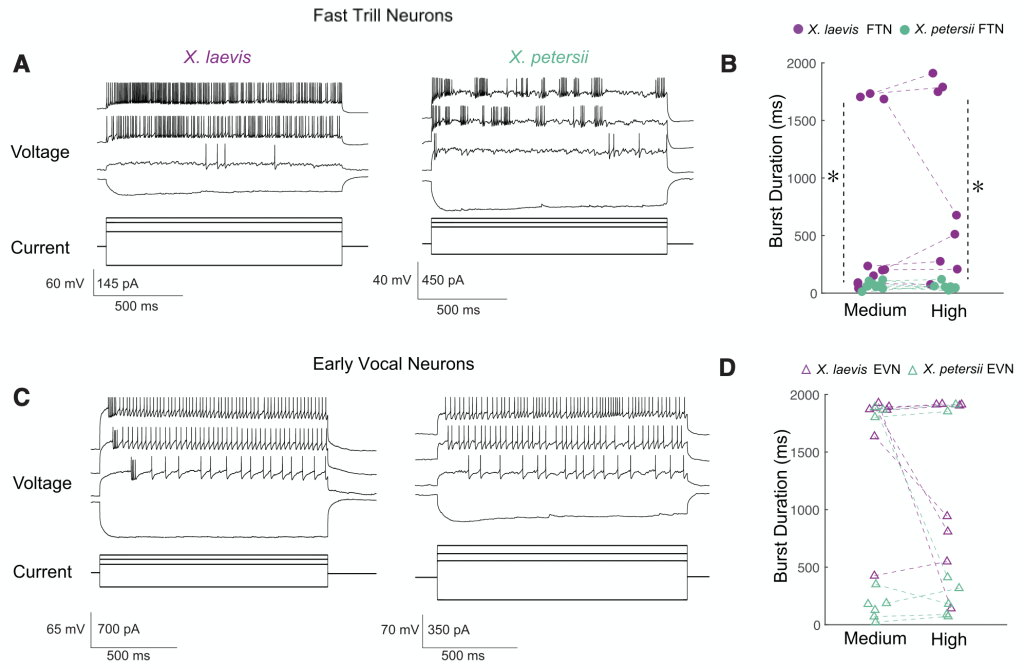 Fast Trill Neurons
A
X. laevis
X. petersii
Voltage
Current
60 mV
145 pA
500 ms
40 mV
450 pA
500 ms
X. laevis FTN
X. petersii FTN
B
Burst Duration (ms)
2000
1500
1000
500
0
*
*
Medium
High
Early Vocal Neurons
C
Voltage
Current
65 mV
700 pA
500 ms
70 mV
350 pA
500 ms
D
X. laevis EVN
X. petersii EVN
Burst Duration (ms)
2000
1500
1000
500
0
Medium
High